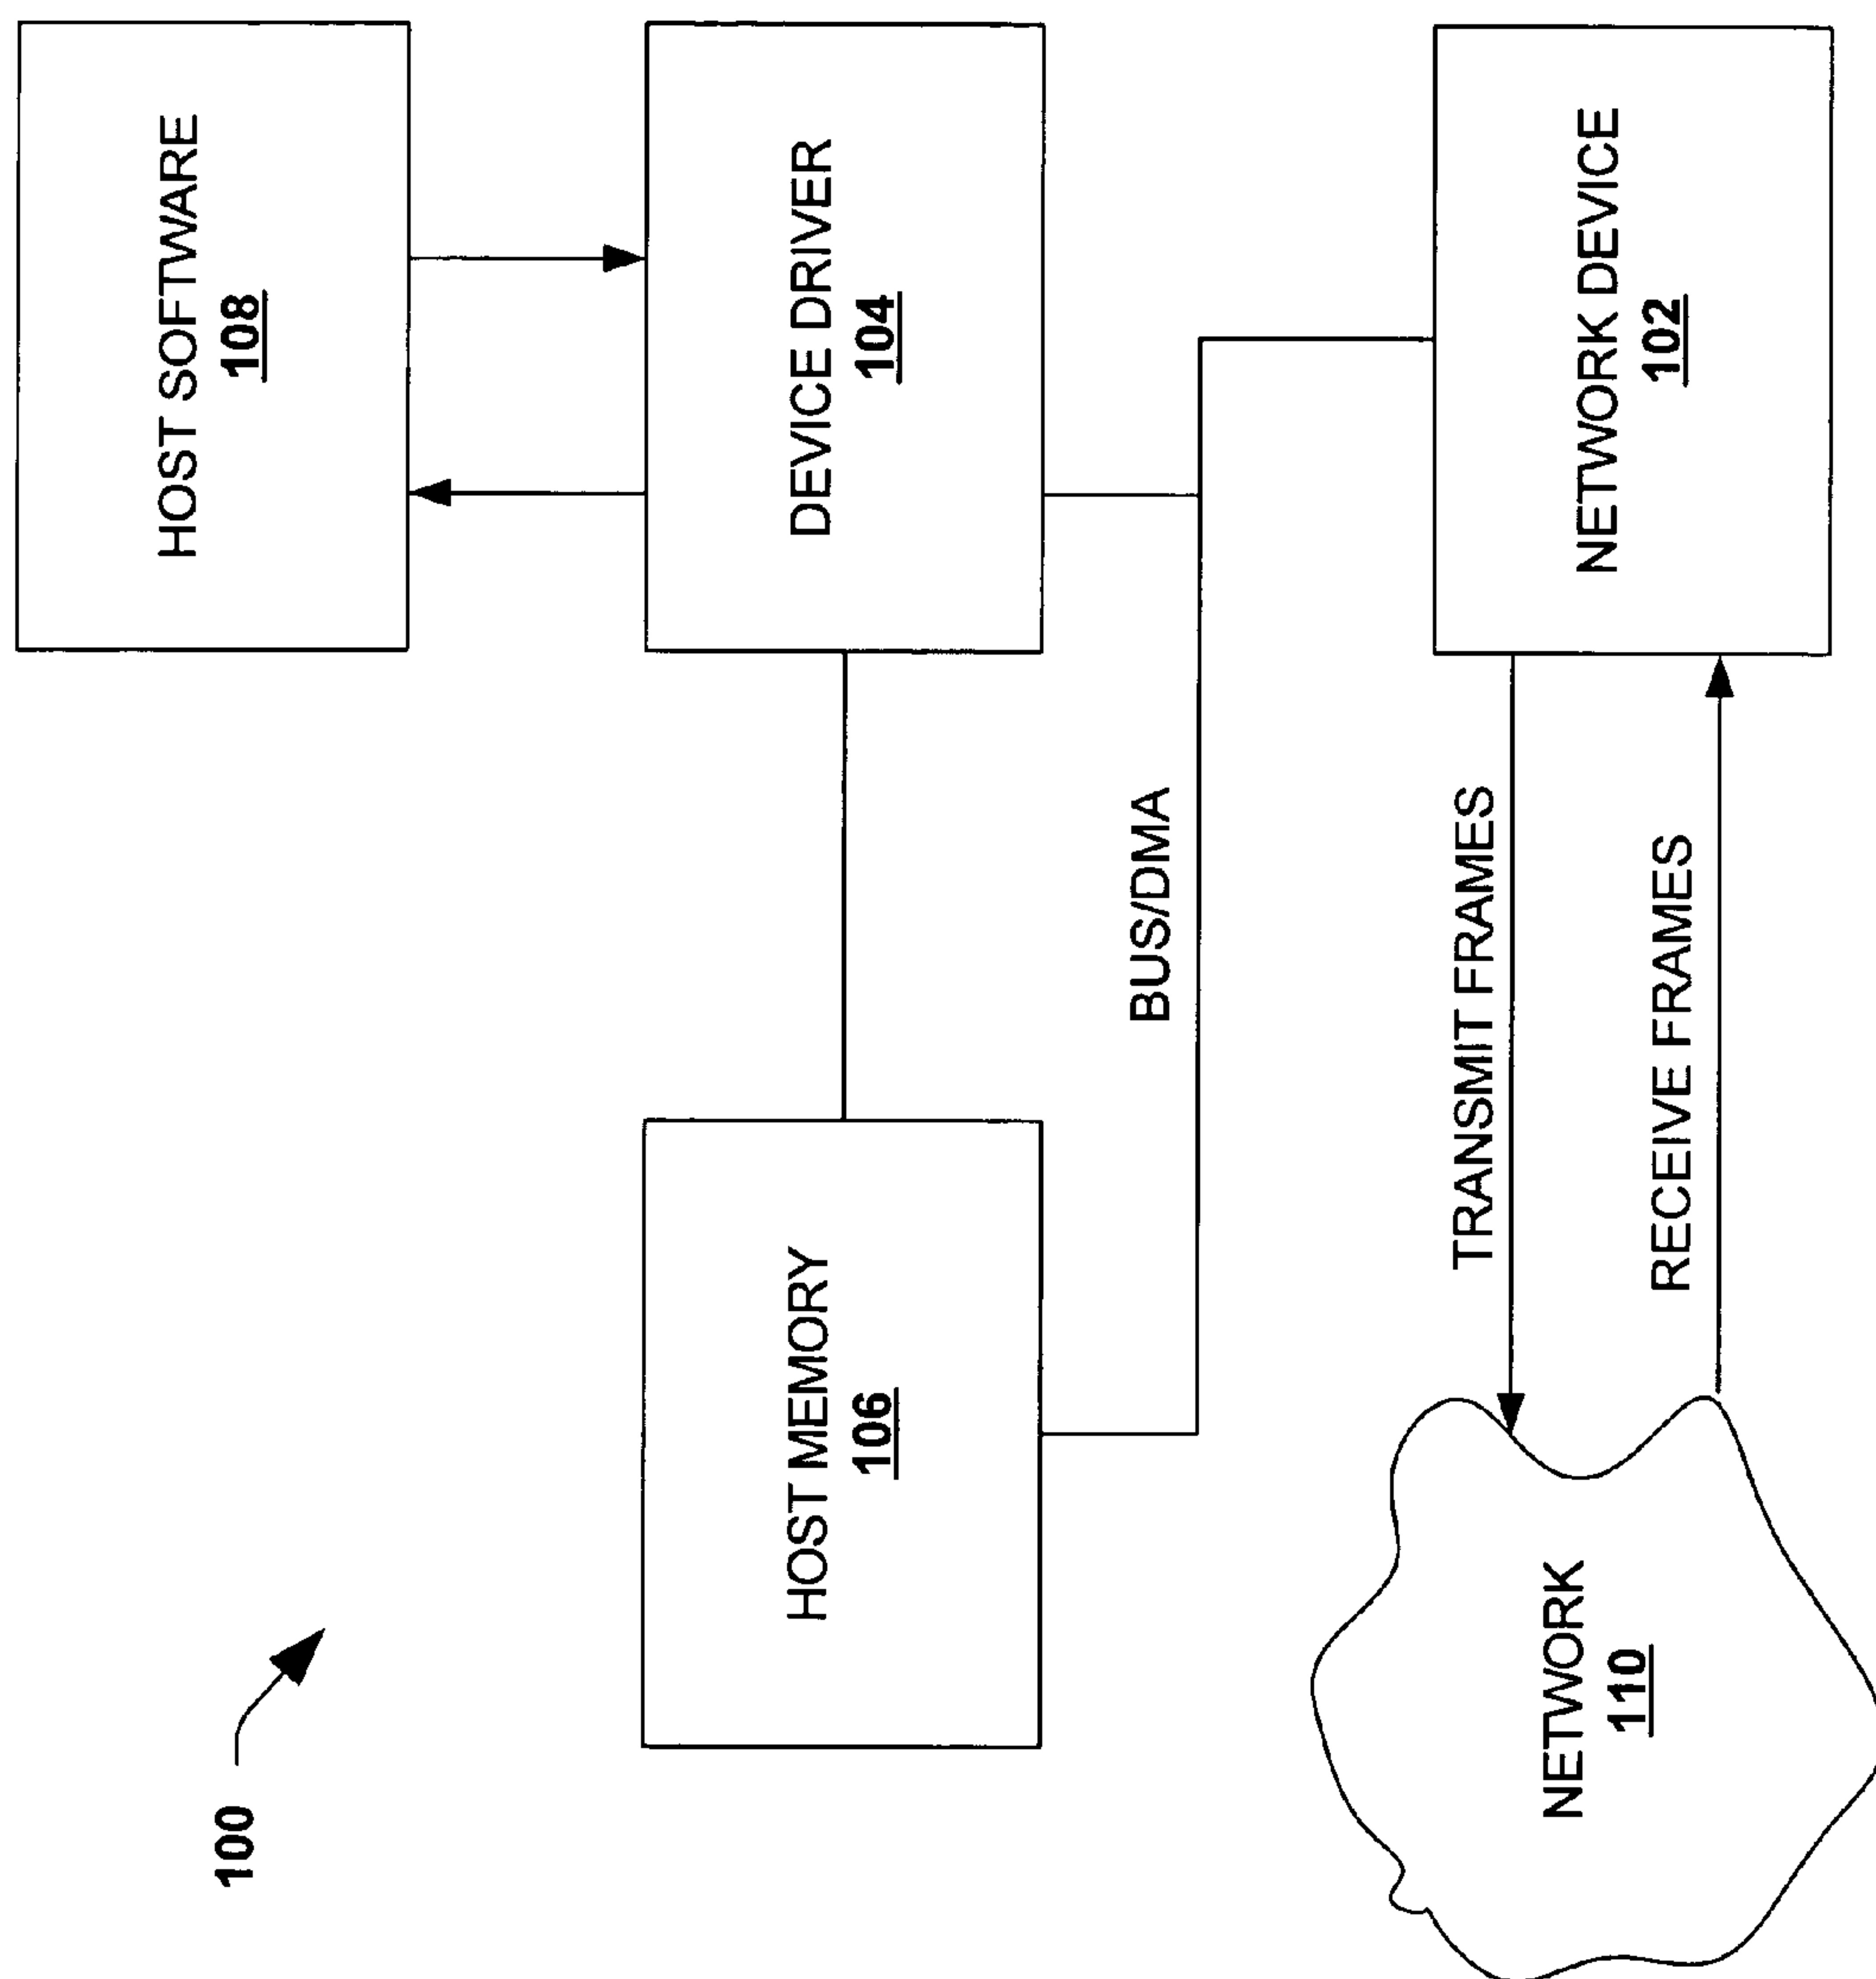 100
HOST SOFTWARE
108
HOST MEMORY
106
DEVICE DRIVER
104
BUS/DMA
NETWORK
110
TRANSMIT FRAMES
RECEIVE FRAMES
NETWORK DEVICE
102